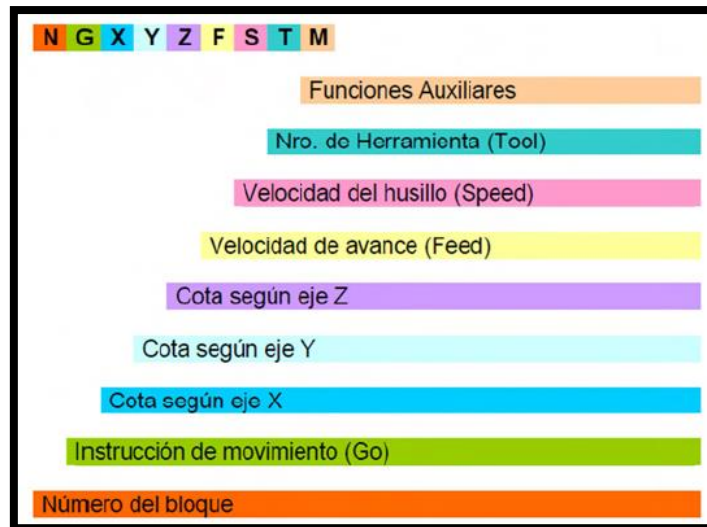 N G X Y Z F S T M
Funciones Auxiliares
Nro. de Herramienta (Tool)
Velocidad del husillo (Speed)
Velocidad de avance (Feed)
Cota según eje Z
Cota según eje Y
Cota según eje X
Instrucción de movimiento (Go)
Número del bloque